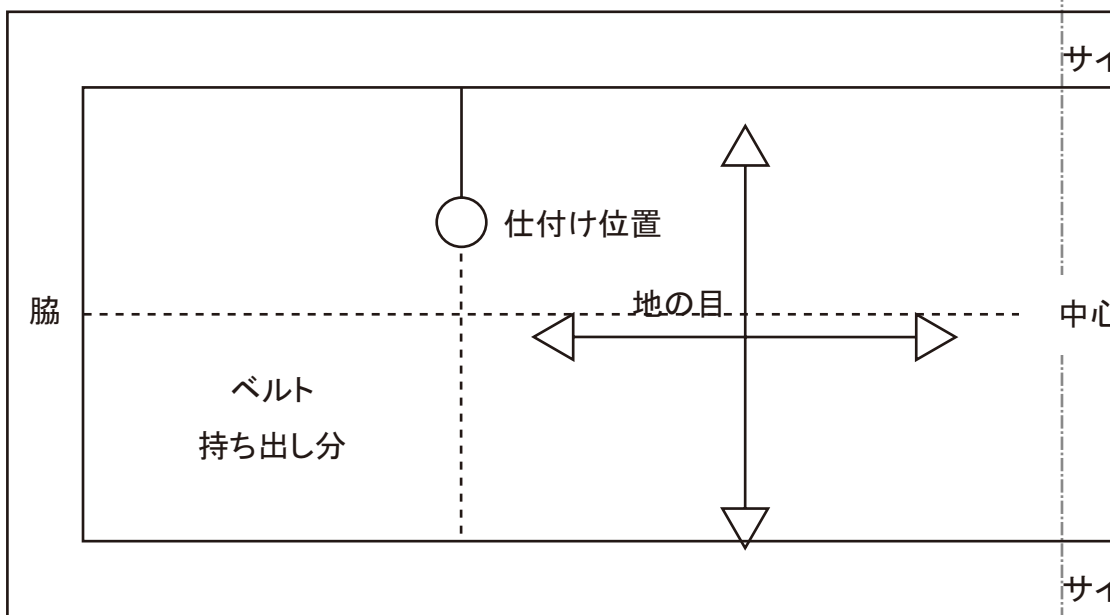 サイ
仕付け位置
地の目
脇
中心
ベルト
持ち出し分
サイ